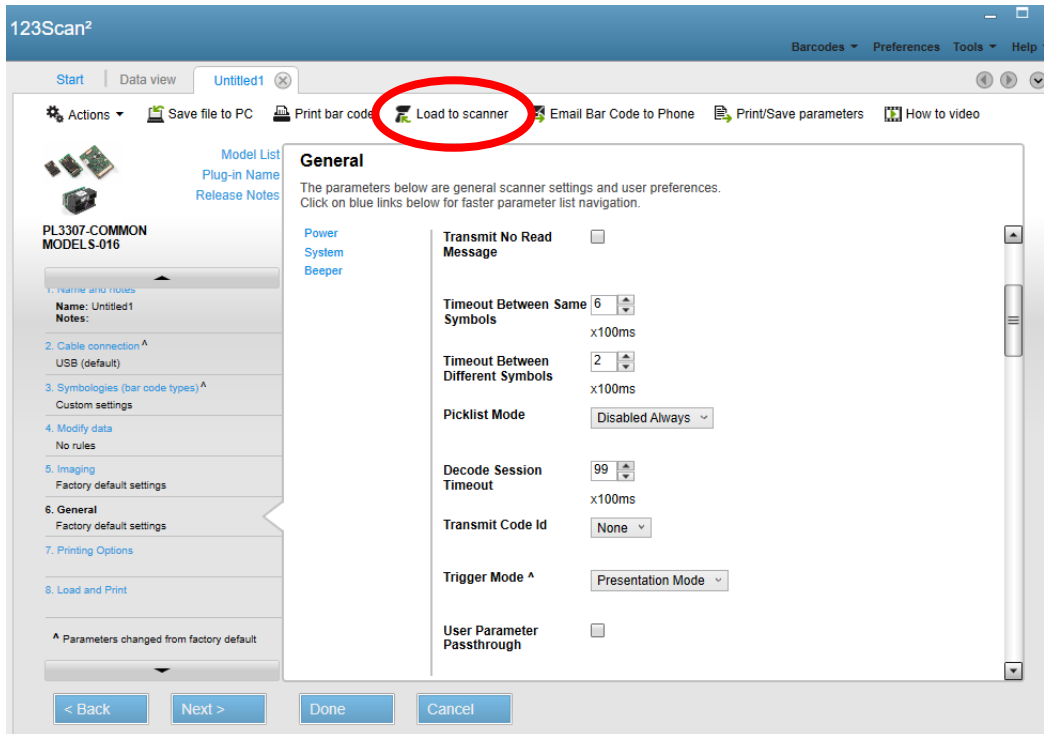 123Scan²
Barcodes Preferences Tools Help
Start Data view Untitled1
Actions Save file to PC Print bar code Load to scanner Email Bar Code to Phone Print/Save parameters How to video
Model List
Plug-in Name
Release Notes
PL3307-COMMON
MODELS-016
1. Name and notes
Name: Untitled1
Notes:
2. Cable connection ^
USB (default)
3. Symbologies (bar code types) ^
Custom settings
4. Modify data
No rules
5. Imaging
Factory default settings
6. General
Factory default settings
7. Printing Options
8. Load and Print
^ Parameters changed from factory default
General
The parameters below are general scanner settings and user preferences.
Click on blue links below for faster parameter list navigation.
Power
System
Beeper
Transmit No Read
Message
Timeout Between Same 6
Symbols
x100ms
Timeout Between 2
Different Symbols
x100ms
Picklist Mode Disabled Always
Decode Session 99
Timeout
x100ms
Transmit Code Id None
Trigger Mode ^ Presentation Mode
User Parameter
Passthrough
< Back Next > Done Cancel